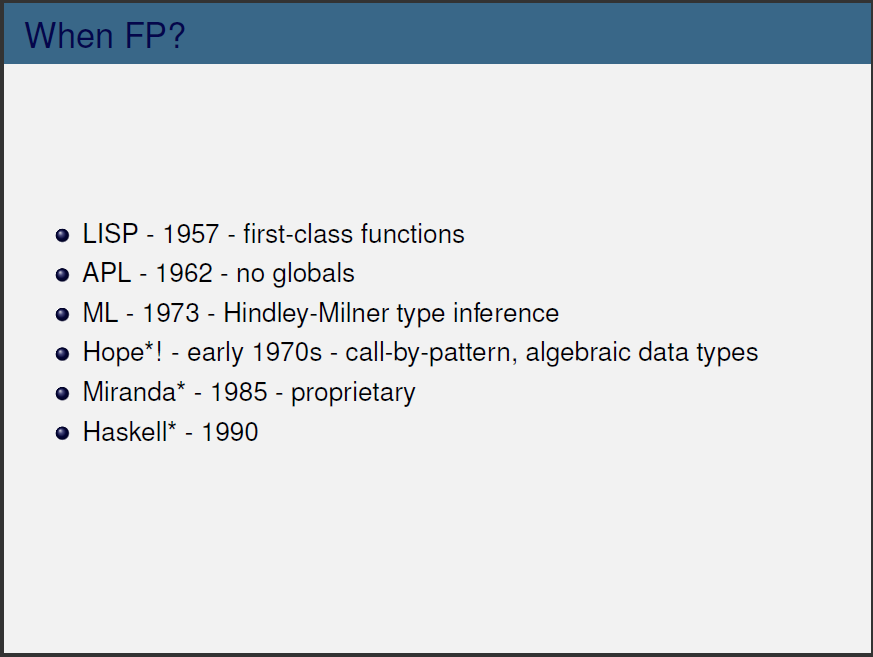 When FP?
LISP - 1957 - first-class functions
APL - 1962 - no globals
ML - 1973 - Hindley-Milner type inference
Hope*! - early 1970s - call-by-pattern, algebraic data types
Miranda* - 1985 - proprietary
Haskell* - 1990